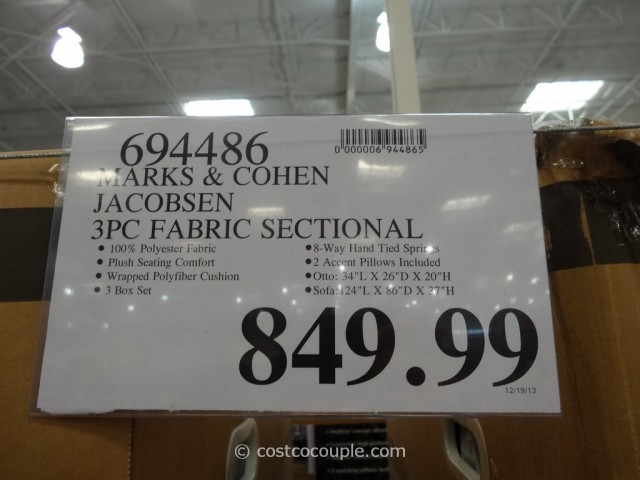 694486
0"000006"944865"
MARKS & COHEN
JACOBSEN
3PC FABRIC SECTIONAL
• 100% Polyester Fabric
• Plush Seating Comfort
• Wrapped Polyfiber Cushion
• 3 Box Set
• 8-Way Hand Tied Springs
• 2 Accent Pillows Included
• Otto: 34"L X 26"D X 20"H
• Sofa:124"L X 86"D X 37"H
849.99
12/19/13
© costcocouple.com